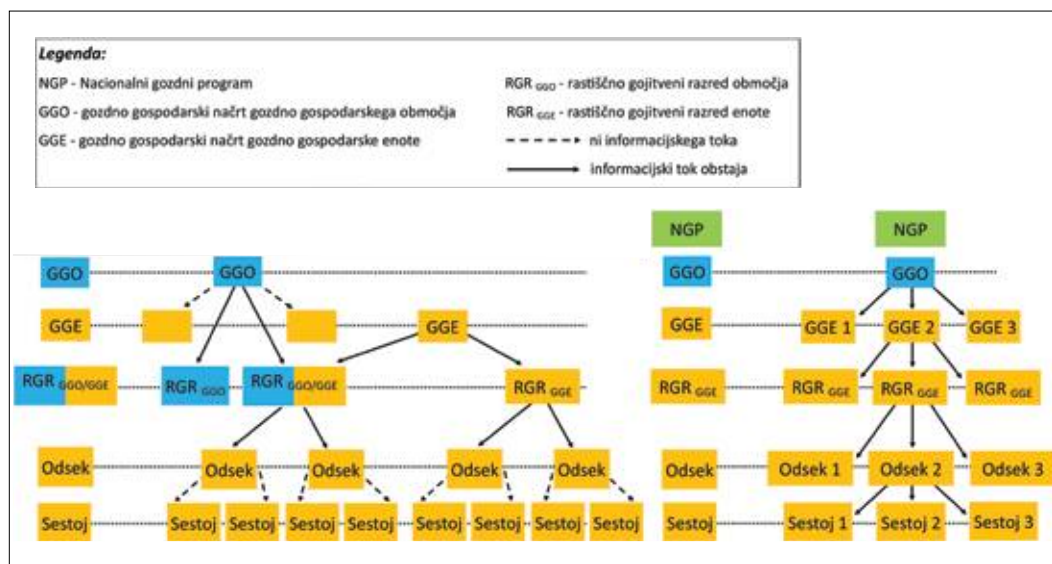 Legenda:
NGP - Nacionalni gozdni program
GGO - gozdno gospodarski načrt gozdno gospodarskega območja
GGE - gozdno gospodarski načrt gozdno gospodarske enote
RGR GGO - rastiščno gojitveni razred območja
RGR GGE - rastiščno gojitveni razred enote
ni informacijskega toka
informacijski tok obstaja
GGO GGO
GGE GGE
RGR GGO/GGE RGR GGO RGR GGO/GGE RGR GGE
Odsek Odsek Odsek Odsek Odsek
Sestoj Sestoj Sestoj Sestoj Sestoj Sestoj Sestoj Sestoj Sestoj
NGP NGP
GGO GGO
GGE GGE 1 GGE 2 GGE 3
RGR GGE RGR GGE RGR GGE RGR GGE
Odsek Odsek 1 Odsek 2 Odsek 3
Sestoj Sestoj 1 Sestoj 2 Sestoj 3